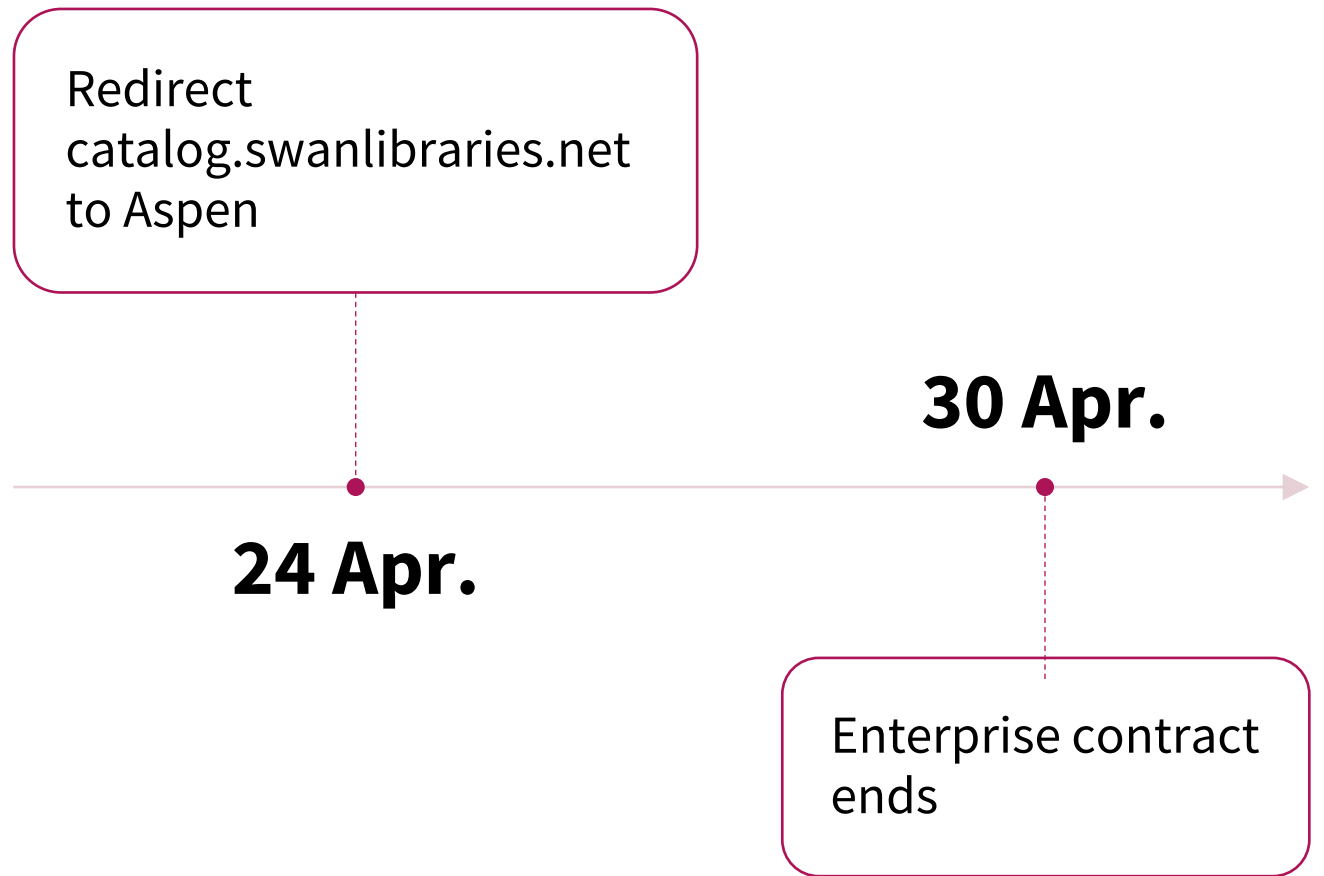 Redirect
catalog.swanlibraries.net
to Aspen
30 Apr.
24 Apr.
Enterprise contract
ends